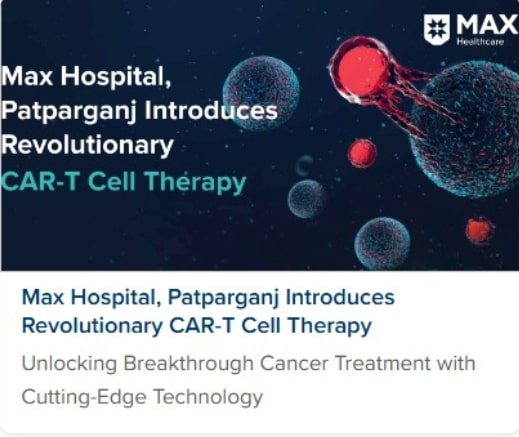 MAX
Healthcare
Max Hospital,
Patparganj Introduces
Revolutionary
CAR-T Cell Therapy
Max Hospital, Patparganj Introduces
Revolutionary CAR-T Cell Therapy
Unlocking Breakthrough Cancer Treatment with
Cutting-Edge Technology